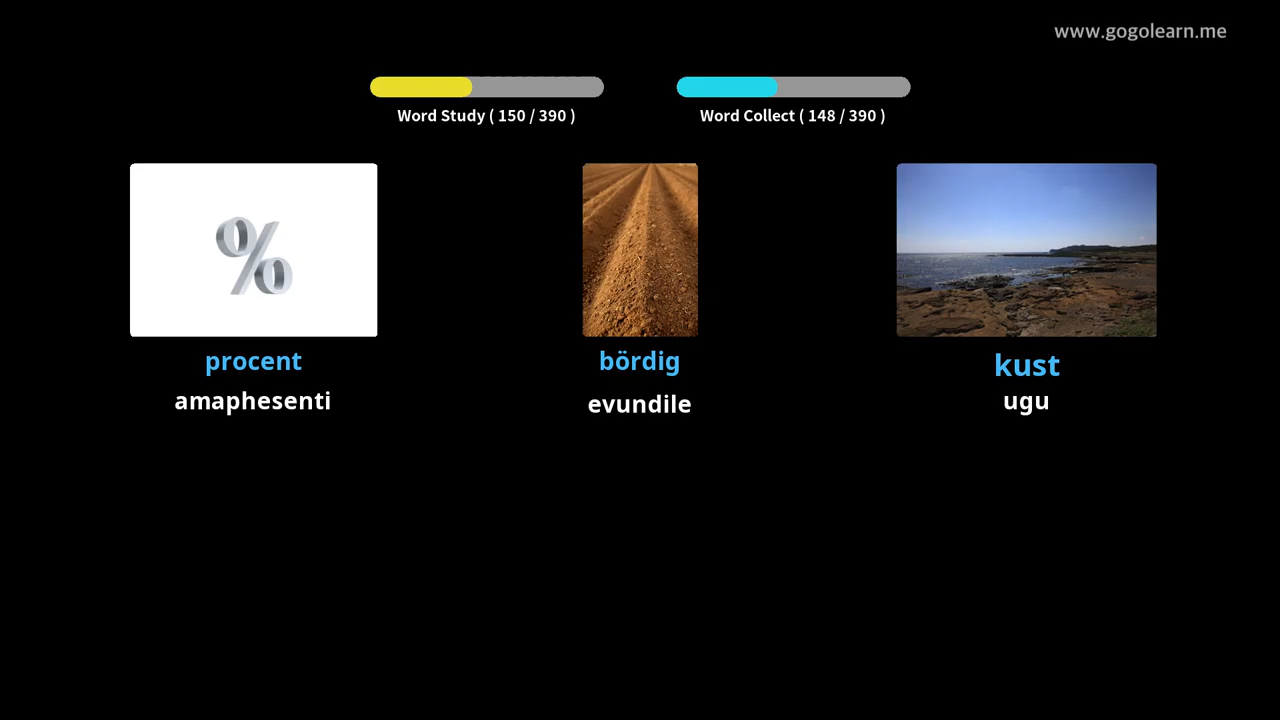 www.gogolearn.me
Word Study ( 150 / 390 )
Word Collect ( 148 / 390 )
%
procent
bördig
kust
amaphesenti
evundile
ugu